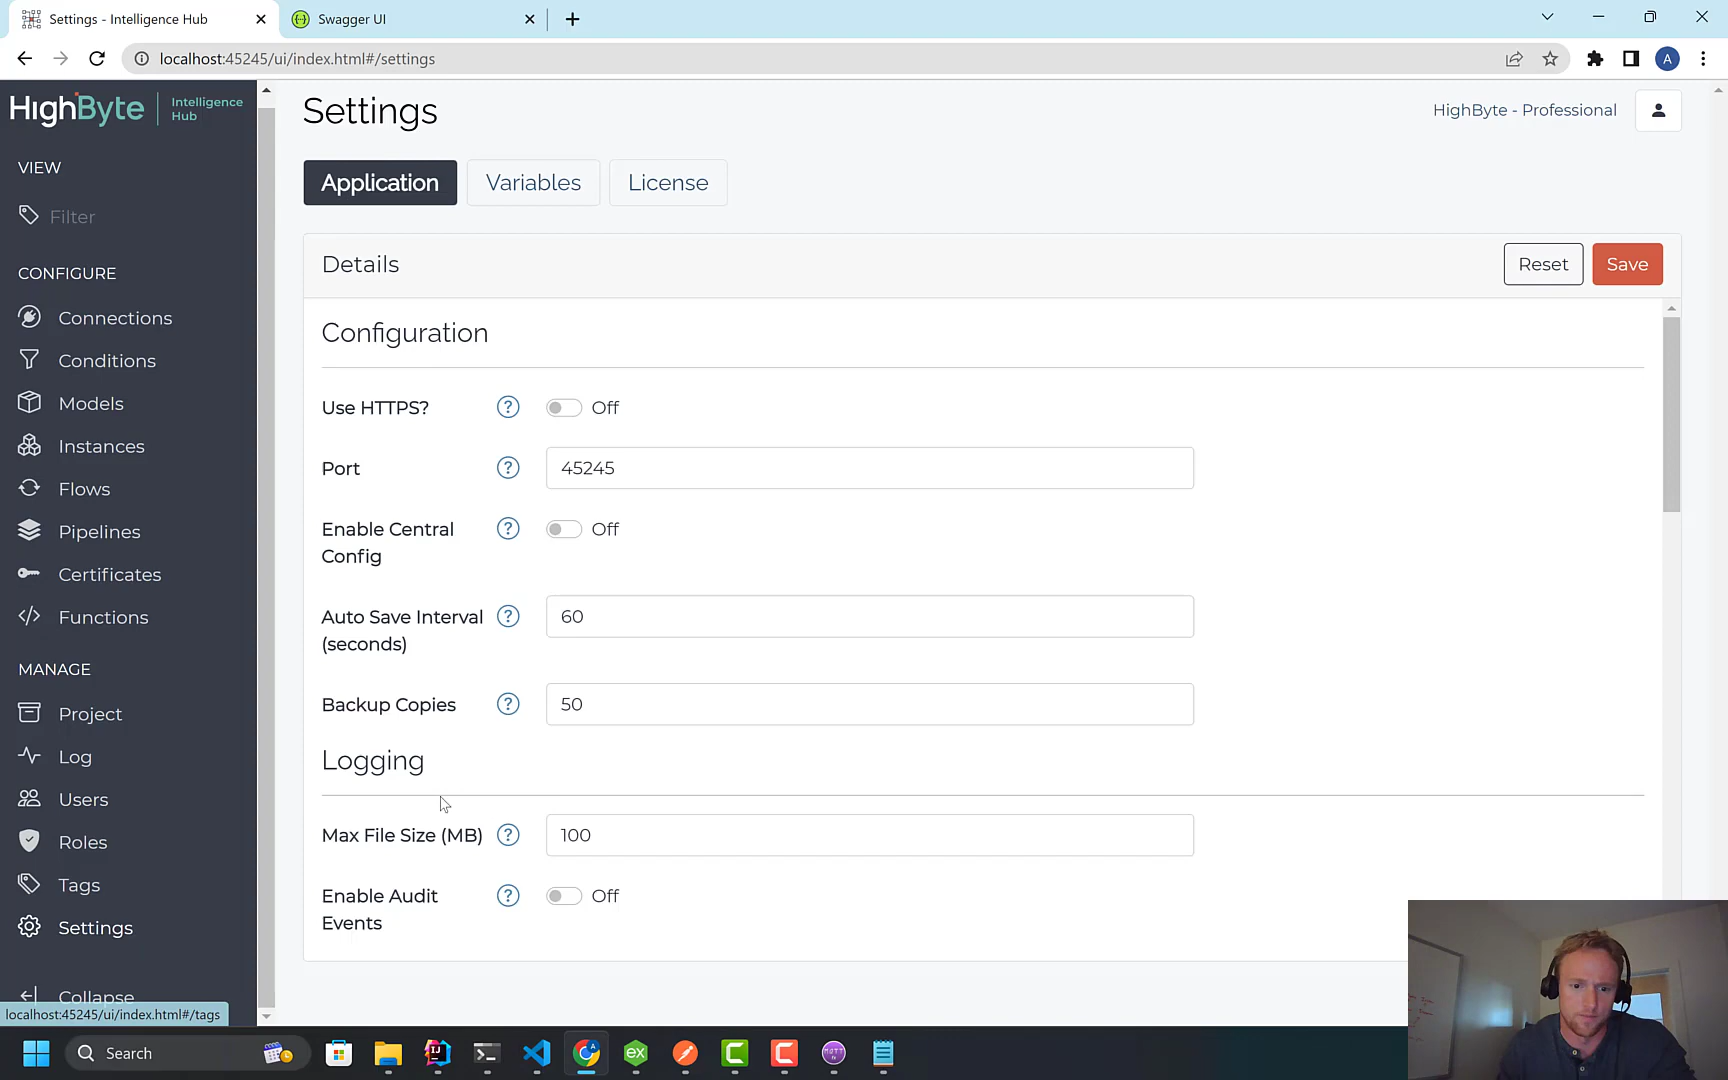 Settings - Intelligence Hub
Swagger UI
localhost:45245/ui/index.html#/settings
A
HighByte
Intelligence
Hub
VIEW
Filter
CONFIGURE
Connections
Conditions
Models
Instances
Flows
Pipelines
Certificates
Functions
MANAGE
Project
Log
Users
Roles
Tags
Settings
Collapse
localhost:45245/ui/index.html#/tags
Settings
HighByte - Professional
Application
Variables
License
Details
Reset
Save
Configuration
Use HTTPS?
?
Off
Port
?
45245
Enable Central
Config
?
Off
Auto Save Interval
(seconds)
?
60
Backup Copies
?
50
Logging
Max File Size (MB)
?
100
Enable Audit
Events
?
Off
Search